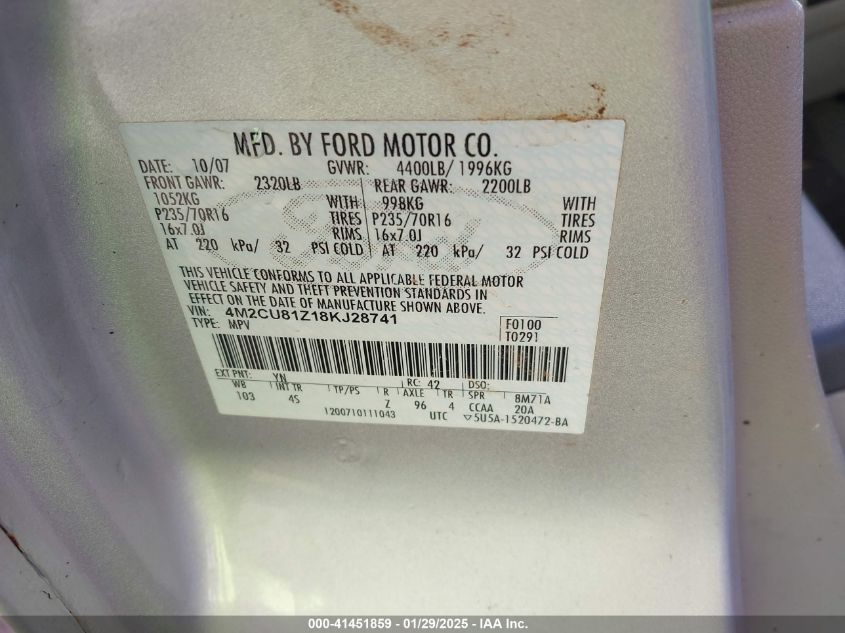 MFD. BY FORD MOTOR CO.
DATE: 10/07 GVWR: 4400LB/ 1996KG
FRONT GAWR: 2320LB REAR GAWR: 2200LB
1052KG WITH 998KG WITH
P235/70R16 TIRES P235/70R16 TIRES
16x7.0J RIMS 16x7.0J RIMS
AT 220 kPa/ 32 PSI COLD AT 220 kPa/ 32 PSI COLD
THIS VEHICLE CONFORMS TO ALL APPLICABLE FEDERAL MOTOR
VEHICLE SAFETY AND THEFT PREVENTION STANDARDS IN
EFFECT ON THE DATE OF MANUFACTURE SHOWN ABOVE.
VIN: 4M2CU81Z18KJ28741 F0100
TYPE: MPV T0291
EXT PNT: YN RC: 42 DSO:
WB INT TR TP/PS R AXLE TR SPR 8M71A
103 4S Z 96 4 CCAA 20A
1200710111043 UTC ▽5U5A-1520472-BA
000-41451859 - 01/29/2025 - IAA Inc.